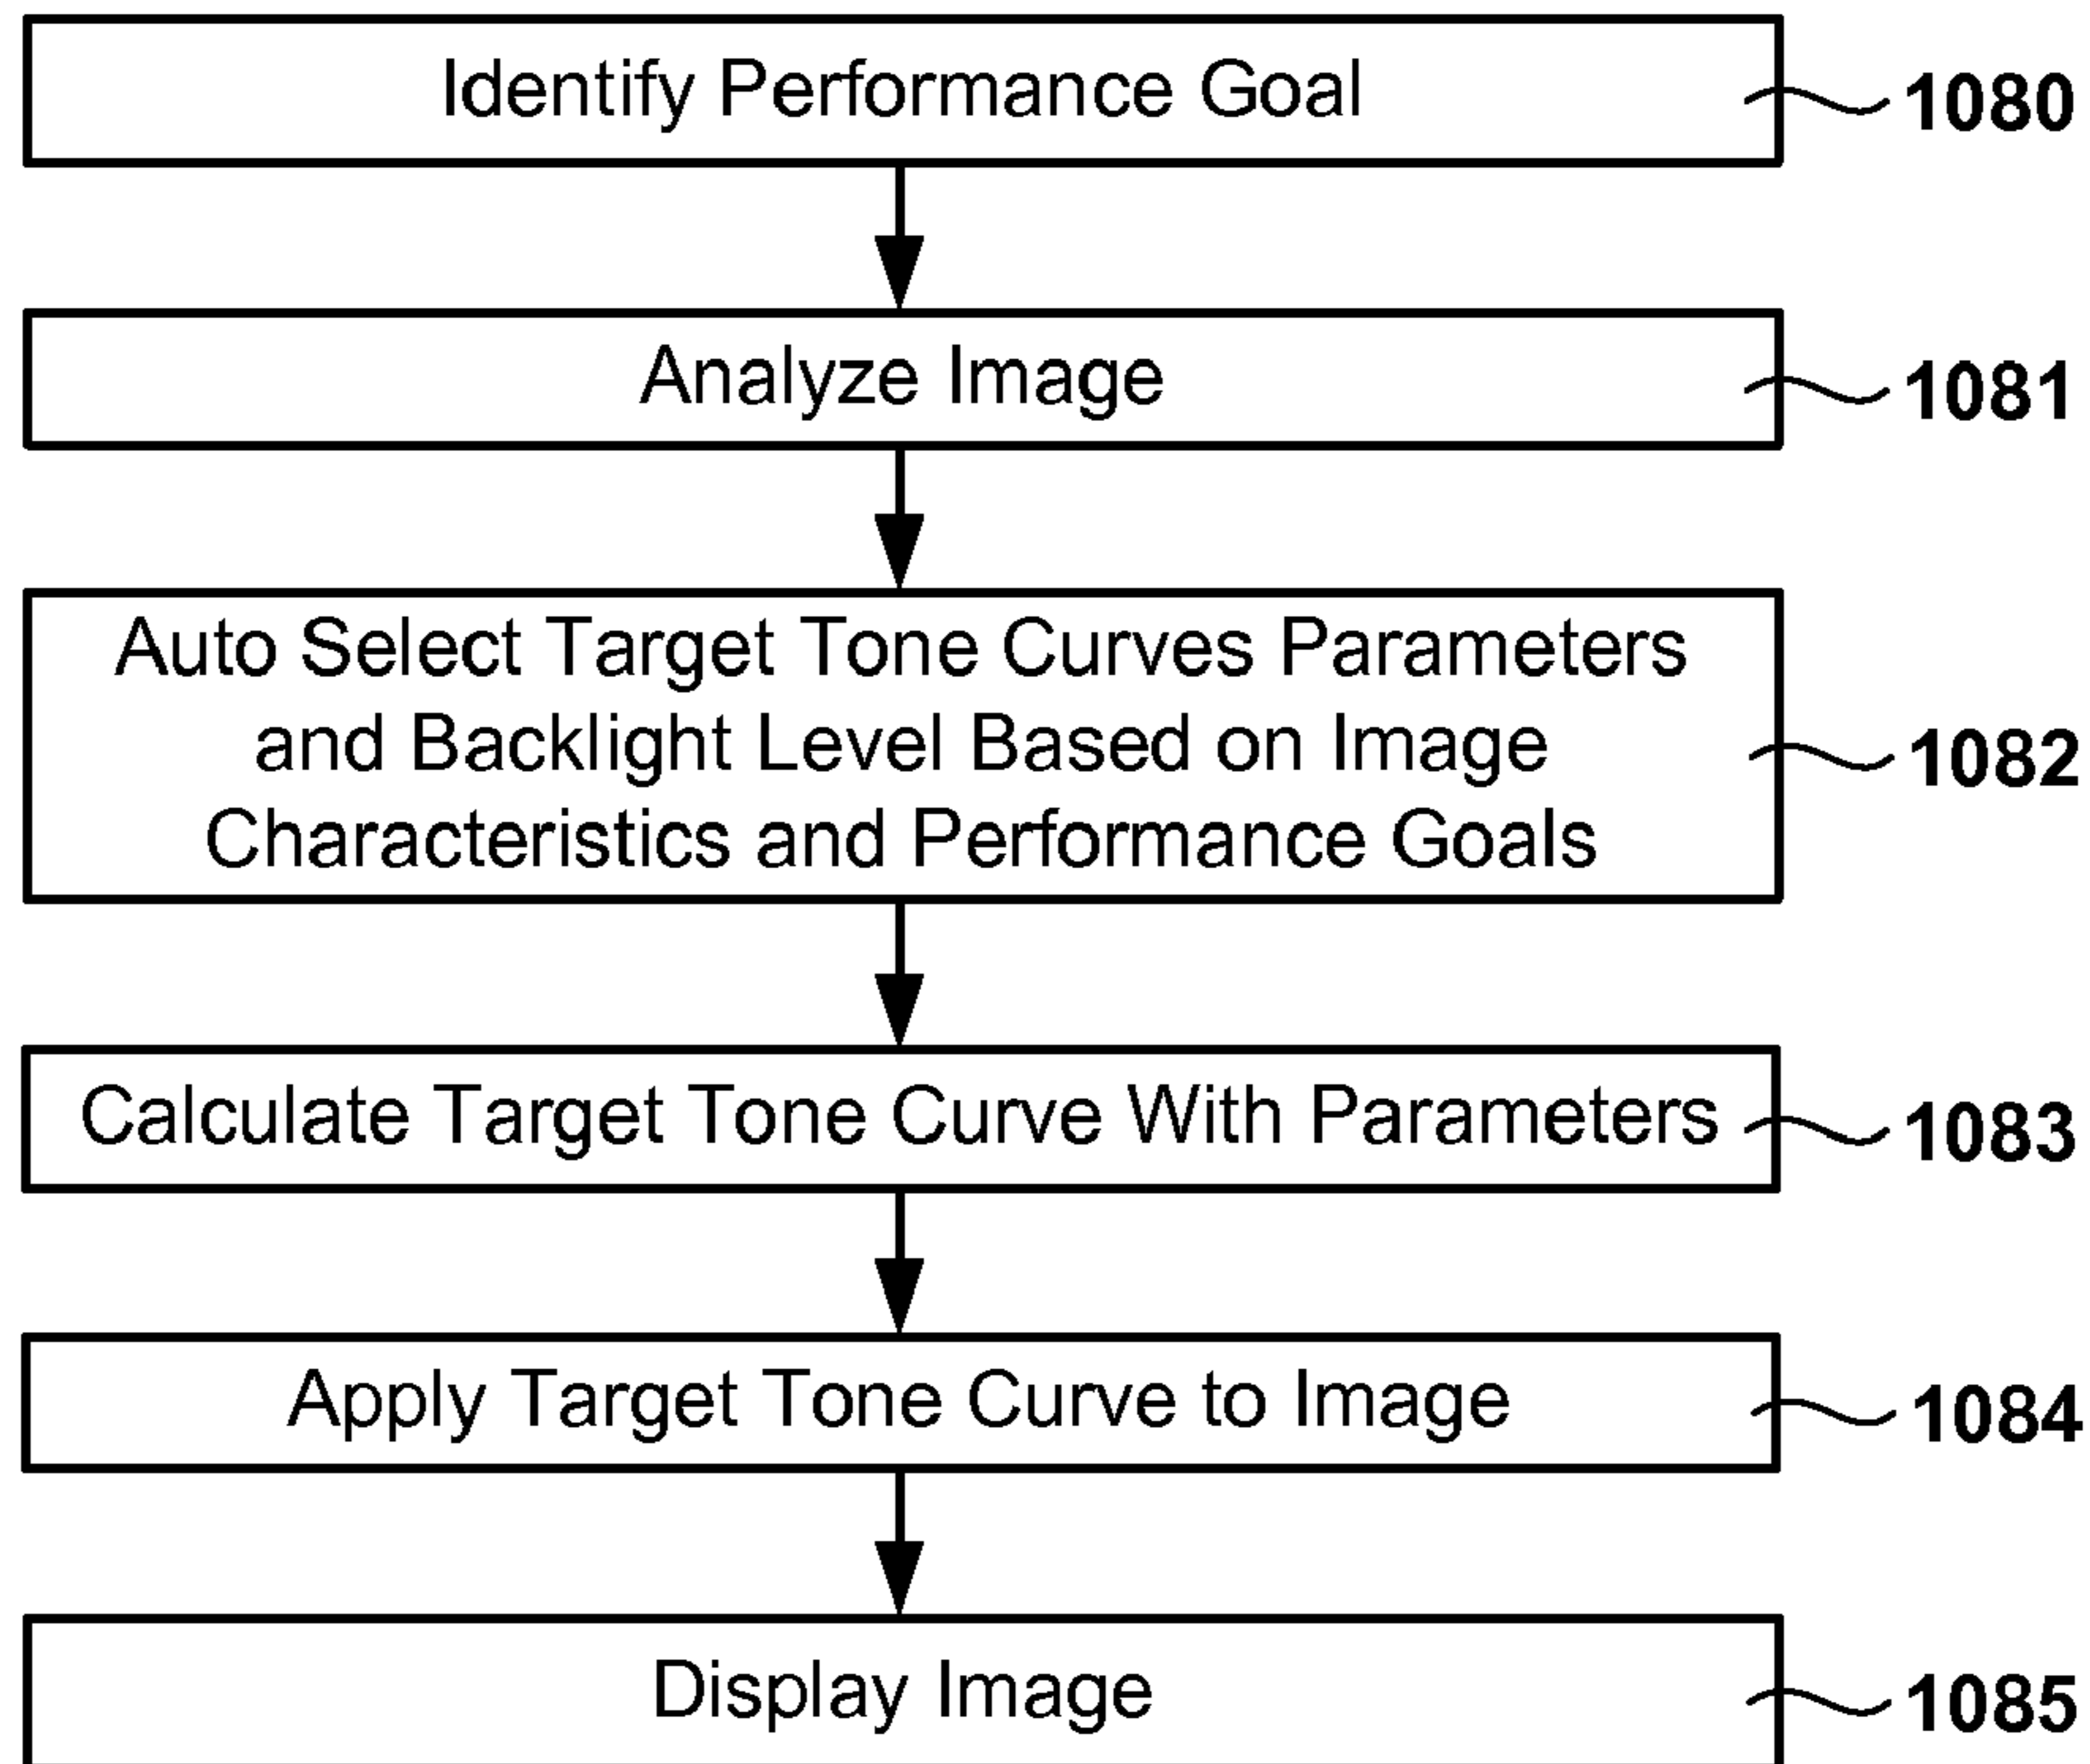 Identify Performance Goal
1080
Analyze Image
1081
Auto Select Target Tone Curves Parameters
and Backlight Level Based on Image
Characteristics and Performance Goals
1082
Calculate Target Tone Curve With Parameters
1083
Apply Target Tone Curve to Image
1084
Display Image
1085